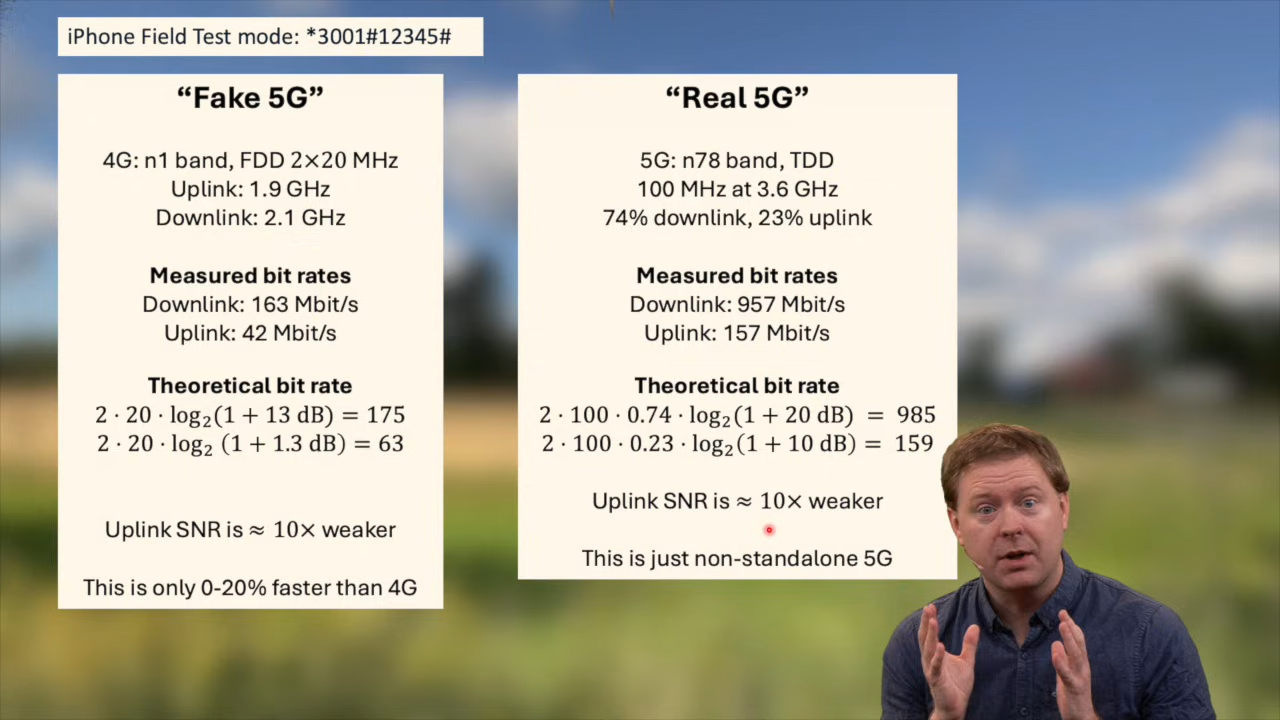 iPhone Field Test mode: *3001#12345#
“Fake 5G”
4G: n1 band, FDD 2×20 MHz
Uplink: 1.9 GHz
Downlink: 2.1 GHz
Measured bit rates
Downlink: 163 Mbit/s
Uplink: 42 Mbit/s
Theoretical bit rate
2 · 20 · log₂(1 + 13 dB) = 175
2 · 20 · log₂ (1 + 1.3 dB) = 63
Uplink SNR is ≈ 10× weaker
This is only 0-20% faster than 4G
“Real 5G”
5G: n78 band, TDD
100 MHz at 3.6 GHz
74% downlink, 23% uplink
Measured bit rates
Downlink: 957 Mbit/s
Uplink: 157 Mbit/s
Theoretical bit rate
2 · 100 · 0.74 · log₂(1 + 20 dB) = 985
2 · 100 · 0.23 · log₂(1 + 10 dB) = 159
Uplink SNR is ≈ 10× weaker
This is just non-standalone 5G